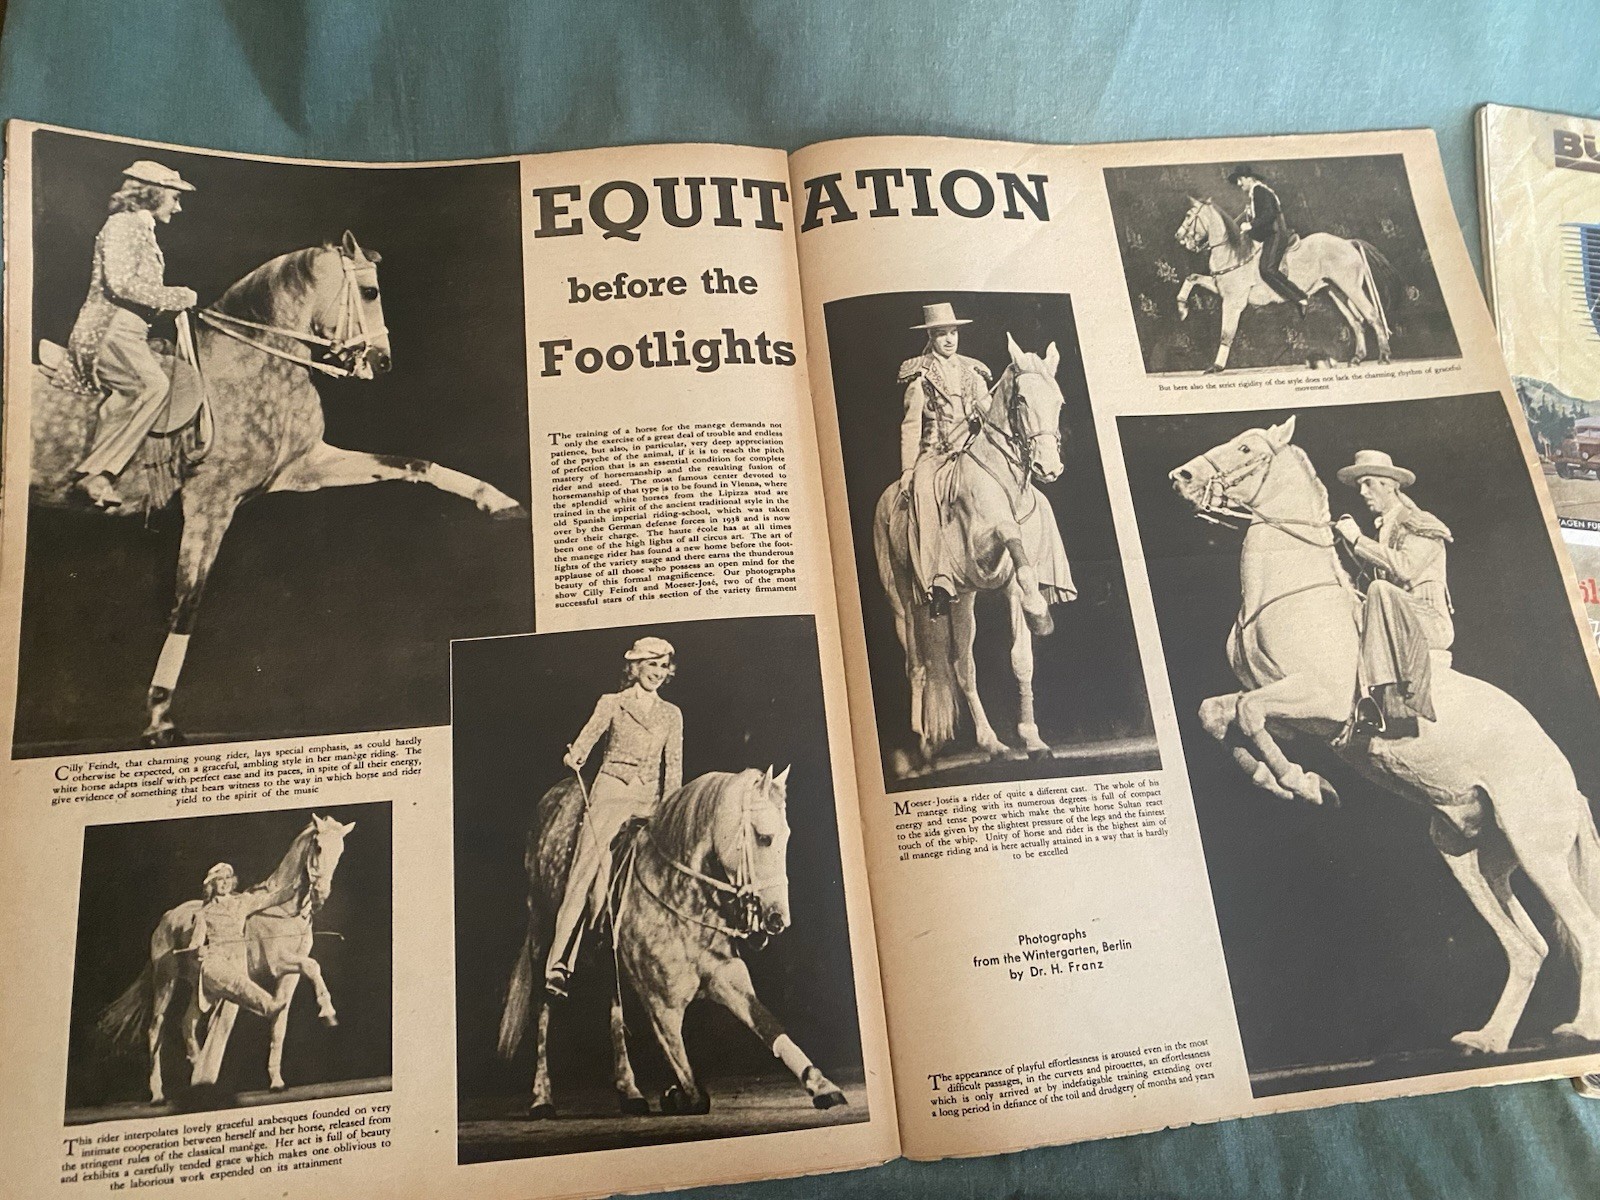 EQUITATION
before the
Footlights
The training of a horse for the manege demands not
only the exercise of a great deal of trouble and endless
patience, but also, in particular, very deep appreciation
of the psyche of the animal, if it is to reach the pitch
of perfection that is an essential condition for complete
mastery of horsemanship and the resulting fusion of
rider and steed. The most famous center devoted to
horsemanship of that type is to be found in Vienna, where
the splendid white horses from the Lipizza stud are
trained in the spirit of the ancient traditional style in the
old Spanish imperial riding-school, which was taken
over by the German defense forces in 1938 and is now
under their charge. The haute école has at all times
been one of the high lights of all circus art. The art of
the manege rider has found a new home before the foot-
lights of the variety stage and there earns the thunderous
applause of all those who possess an open mind for the
beauty of this formal magnificence. Our photographs
show Cilly Feindt and Moeser-José, two of the most
successful stars of this section of the variety firmament
Cilly Feindt, that charming young rider, lays special emphasis, as could hardly
otherwise be expected, on a graceful, ambling style in her manège riding. The
white horse adapts itself with perfect ease and its paces, in spite of all their energy,
give evidence of something that bears witness to the way in which horse and rider
yield to the spirit of the music
This rider interpolates lovely graceful arabesques founded on very
intimate cooperation between herself and her horse, released from
the stringent rules of the classical manège. Her act is full of beauty
and exhibits a carefully tended grace which makes one oblivious to
the laborious work expended on its attainment
But here also the strict rigidity of the style does not lack the charming rhythm of graceful
movement
Moeser-Joséis a rider of quite a different cast. The whole of his
manege riding with its numerous degrees is full of compact
energy and tense power which make the white horse Sultan react
to the aids given by the slightest pressure of the legs and the faintest
touch of the whip. Unity of horse and rider is the highest aim of
all manege riding and is here actually attained in a way that is hardly
to be excelled
Photographs
from the Wintergarten, Berlin
by Dr. H. Franz
The appearance of playful effortlessness is aroused even in the most
difficult passages, in the curvets and pirouettes, an effortlessness
which is only arrived at by indefatigable training extending over
a long period in defiance of the toil and drudgery of months and years
BÜ
WAGEN FÜR